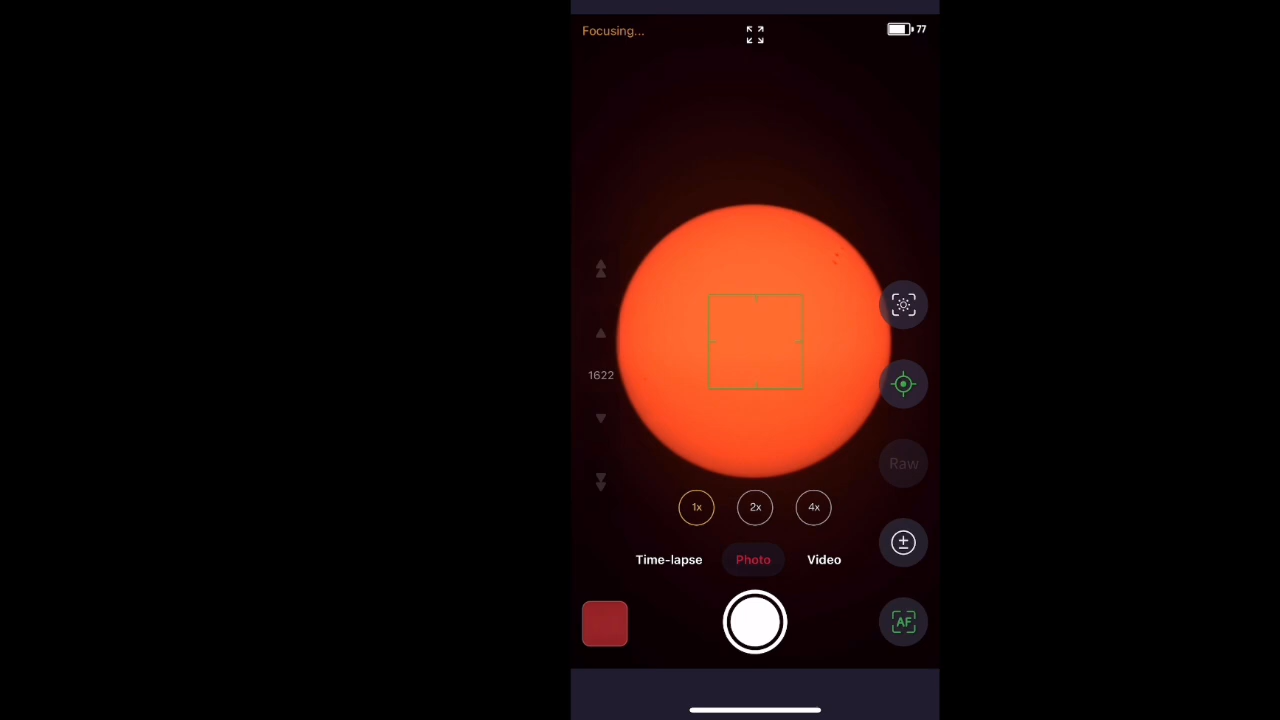 Focusing...
77
1622
Raw
1x 2x 4x
Time-lapse Photo Video
AF